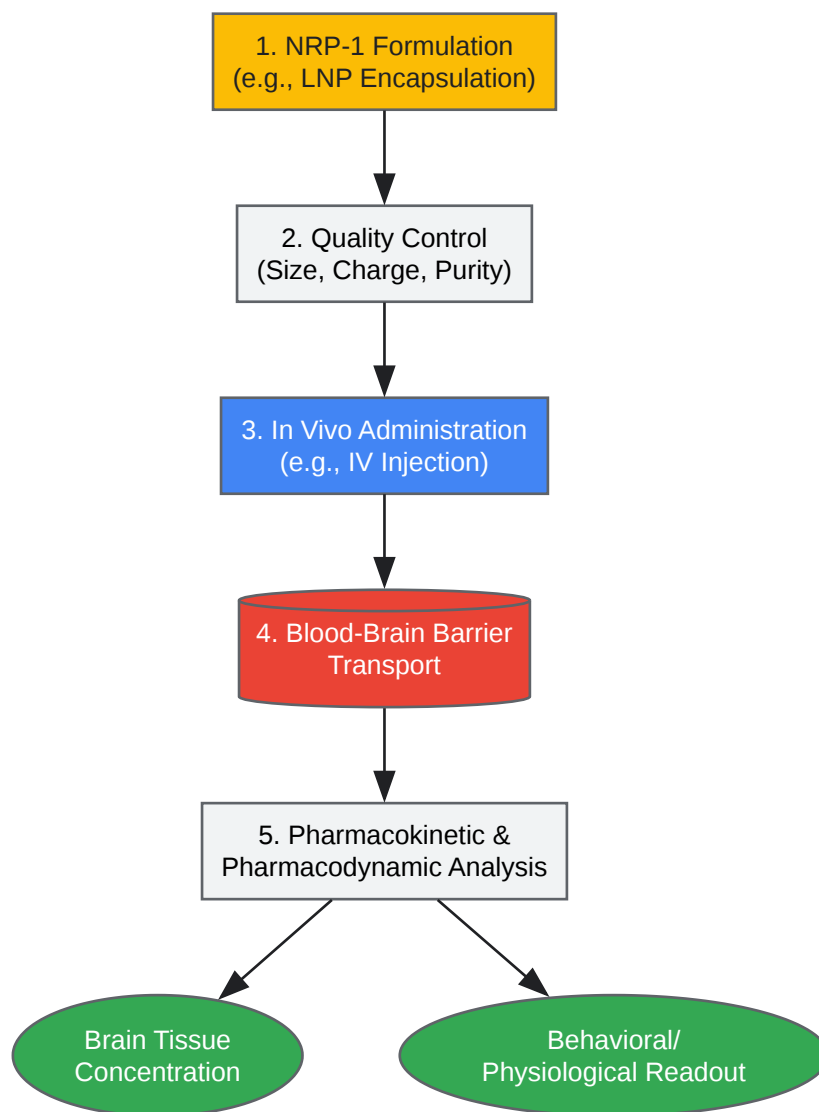 1. NRP-1 Formulation
(e.g., LNP Encapsulation)
2. Quality Control
(Size, Charge, Purity)
3. In Vivo Administration
(e.g., IV Injection)
4. Blood-Brain Barrier
Transport
5. Pharmacokinetic &
Pharmacodynamic Analysis
Brain Tissue
Concentration
Behavioral/
Physiological Readout